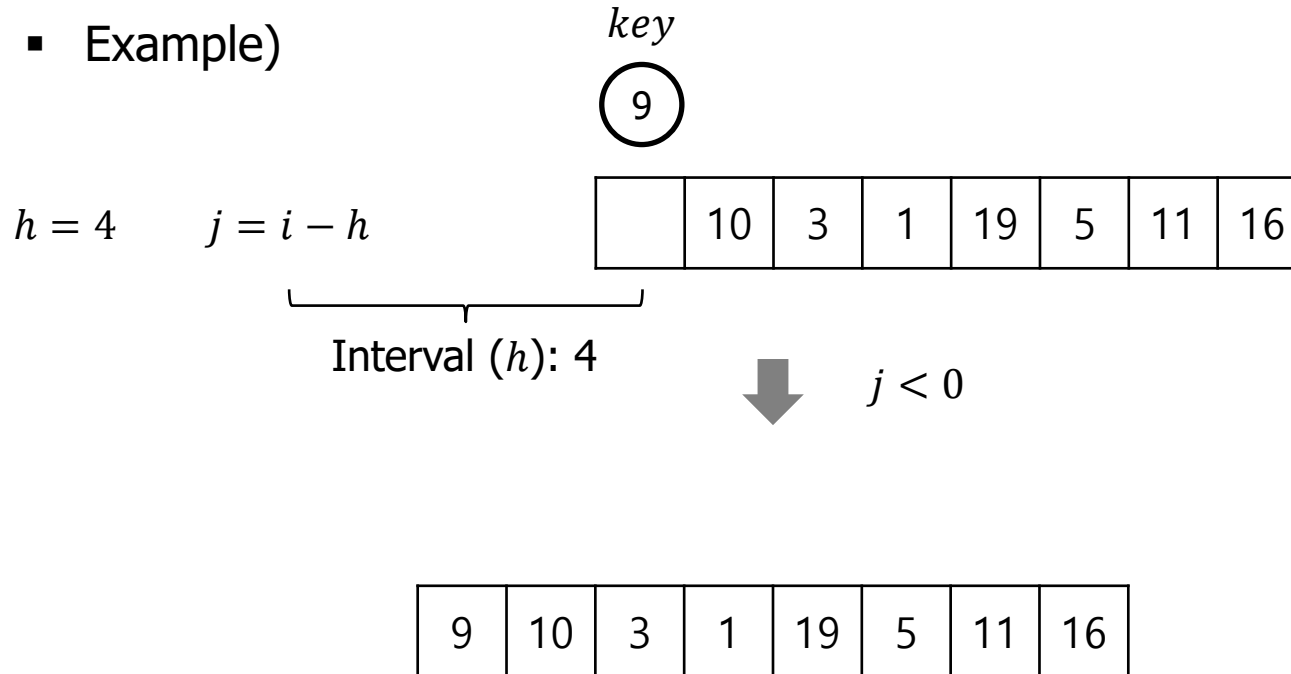 ▪ Example)
key
9
10 3 1 19 5 11 16
h = 4 j = i − h
Interval (h): 4
j < 0
9 10 3 1 19 5 11 16